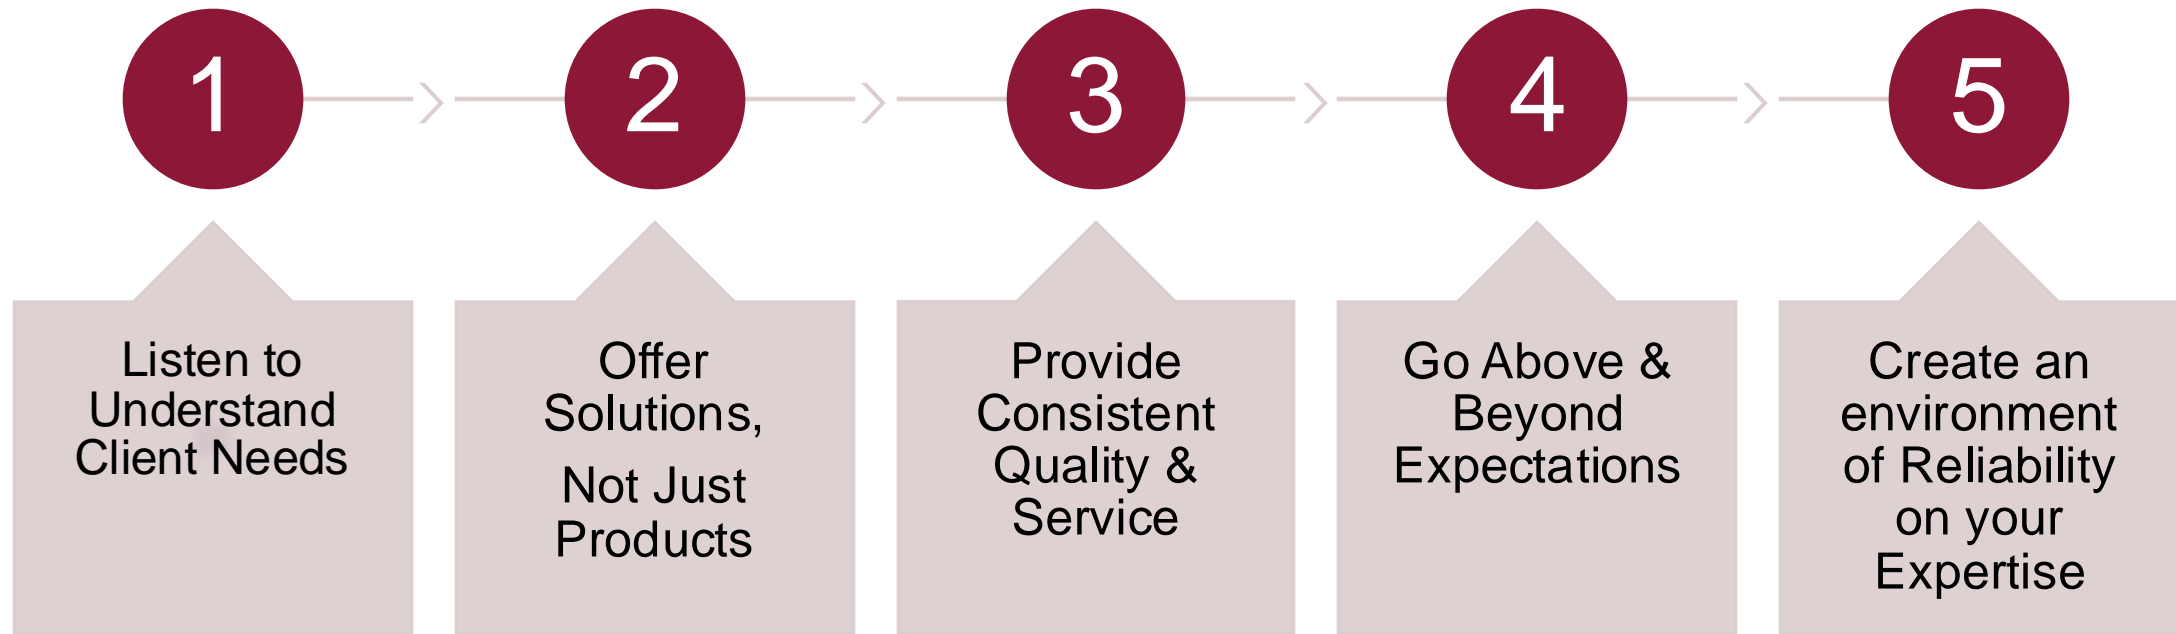 1
2
3
4
5
Listen to
Understand
Client Needs
Offer
Solutions,
Not Just
Products
Provide
Consistent
Quality &
Service
Go Above &
Beyond
Expectations
Create an
environment
of Reliability
on your
Expertise